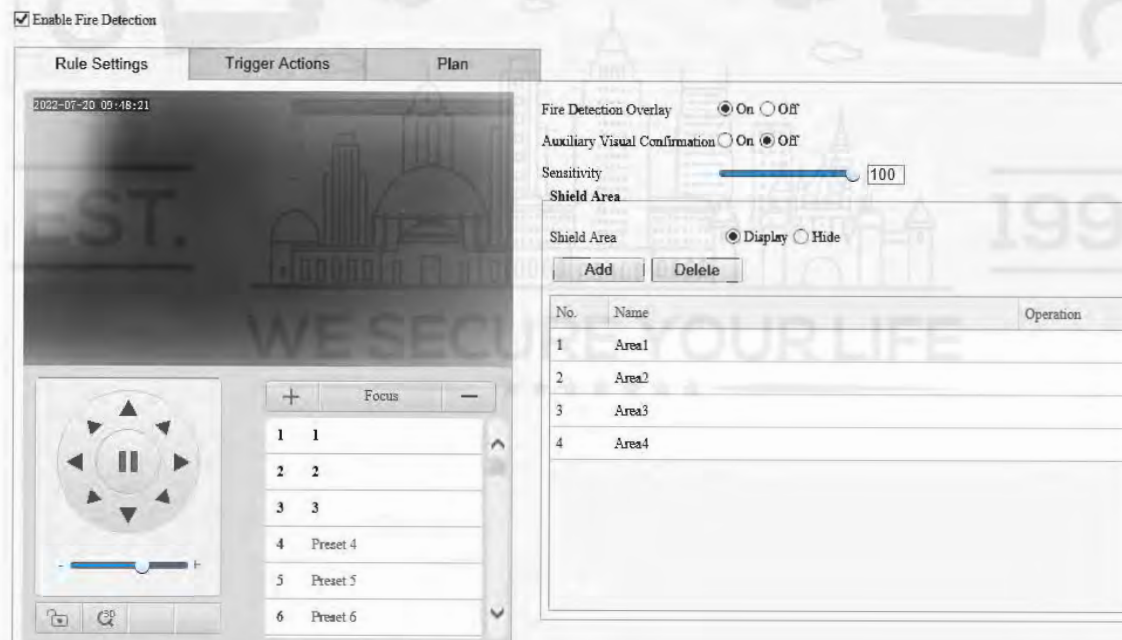 Enable Fire Detection
Rule Settings
Trigger Actions
Plan
2022-07-20 09:48:21
Fire Detection Overlay On Off
Auxiliary Visual Confirmation On Off
Sensitivity 100
Shield Area
Shield Area Display Hide
Add Delete
No. Name Operation
1 Area1
2 Area2
3 Area3
4 Area4
+ Focus −
1 1
2 2
3 3
4 Preset 4
5 Preset 5
6 Preset 6
- +
3D
EST.
199
WE SECURE YOUR LIFE